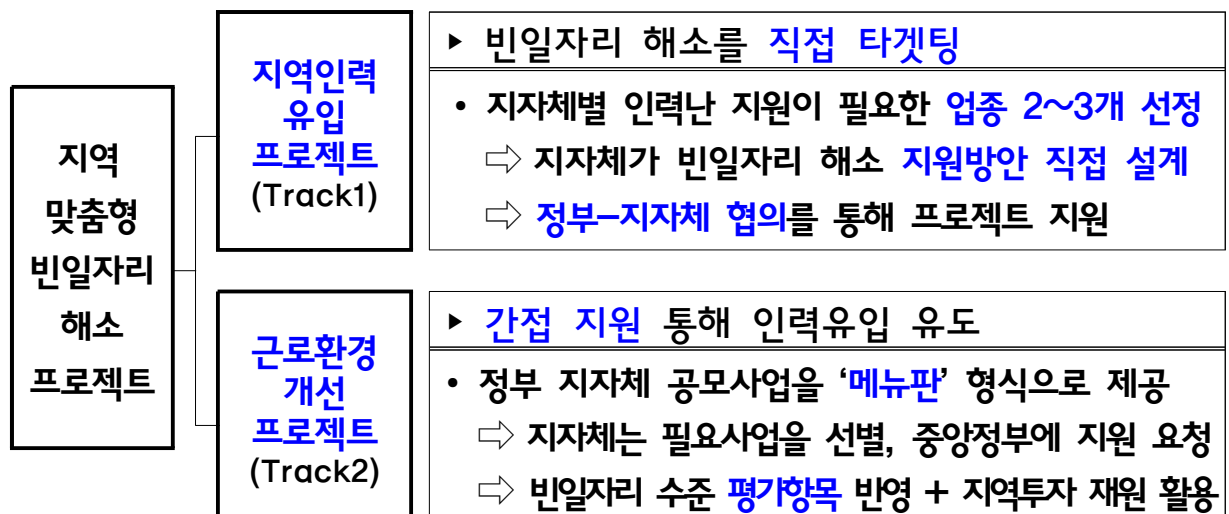 지역
맞춤형
빈일자리
해소
프로젝트
지역인력
유입
프로젝트
(Track1)
▶ 빈일자리 해소를 직접 타겟팅
• 지자체별 인력난 지원이 필요한 업종 2~3개 선정
⇨ 지자체가 빈일자리 해소 지원방안 직접 설계
⇨ 정부-지자체 협의를 통해 프로젝트 지원
근로환경
개선
프로젝트
(Track2)
▶ 간접 지원 통해 인력유입 유도
• 정부 지자체 공모사업을 ‘메뉴판’ 형식으로 제공
⇨ 지자체는 필요사업을 선별, 중앙정부에 지원 요청
⇨ 빈일자리 수준 평가항목 반영 + 지역투자 재원 활용